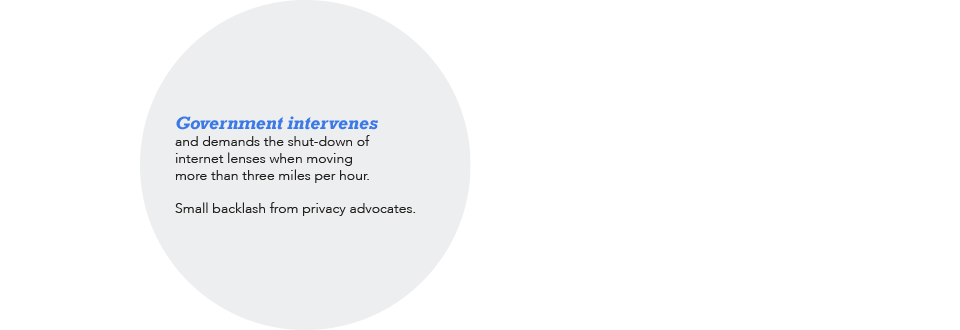 Government intervenes
and demands the shut-down of
internet lenses when moving
more than three miles per hour.
Small backlash from privacy advocates.